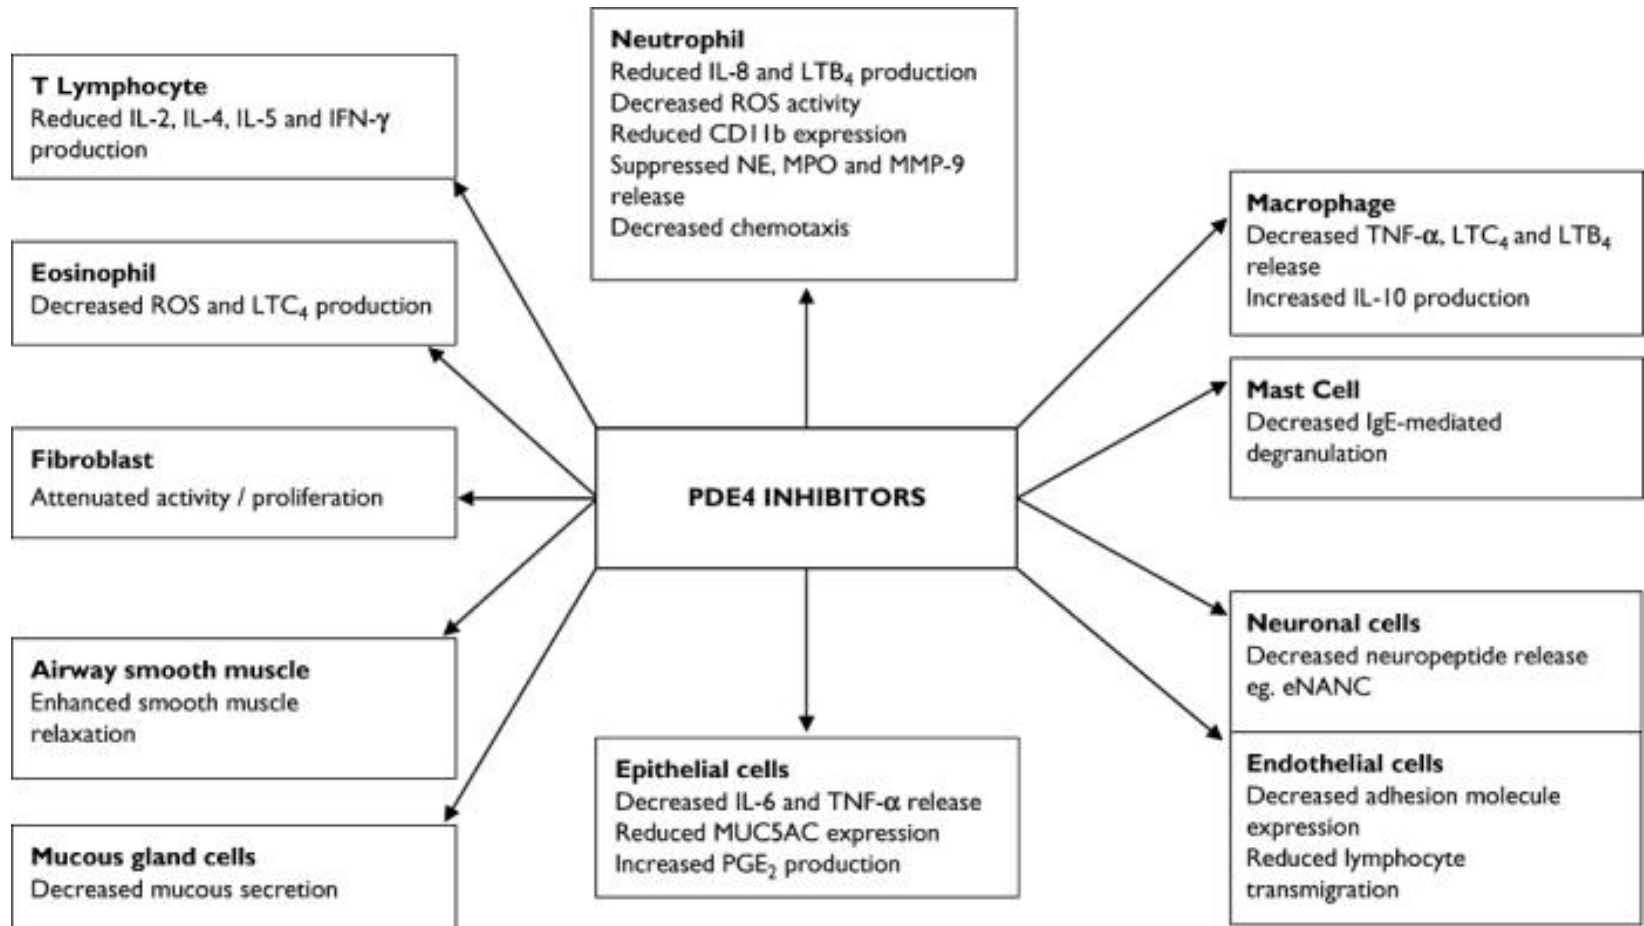 T Lymphocyte
Reduced IL-2, IL-4, IL-5 and IFN-γ
production
Eosinophil
Decreased ROS and LTC₄ production
Fibroblast
Attenuated activity / proliferation
Airway smooth muscle
Enhanced smooth muscle
relaxation
Mucous gland cells
Decreased mucous secretion
Neutrophil
Reduced IL-8 and LTB₄ production
Decreased ROS activity
Reduced CD11b expression
Suppressed NE, MPO and MMP-9
release
Decreased chemotaxis
PDE4 INHIBITORS
Epithelial cells
Decreased IL-6 and TNF-α release
Reduced MUC5AC expression
Increased PGE₂ production
Macrophage
Decreased TNF-α, LTC₄ and LTB₄
release
Increased IL-10 production
Mast Cell
Decreased IgE-mediated
degranulation
Neuronal cells
Decreased neuropeptide release
eg. eNANC
Endothelial cells
Decreased adhesion molecule
expression
Reduced lymphocyte
transmigration